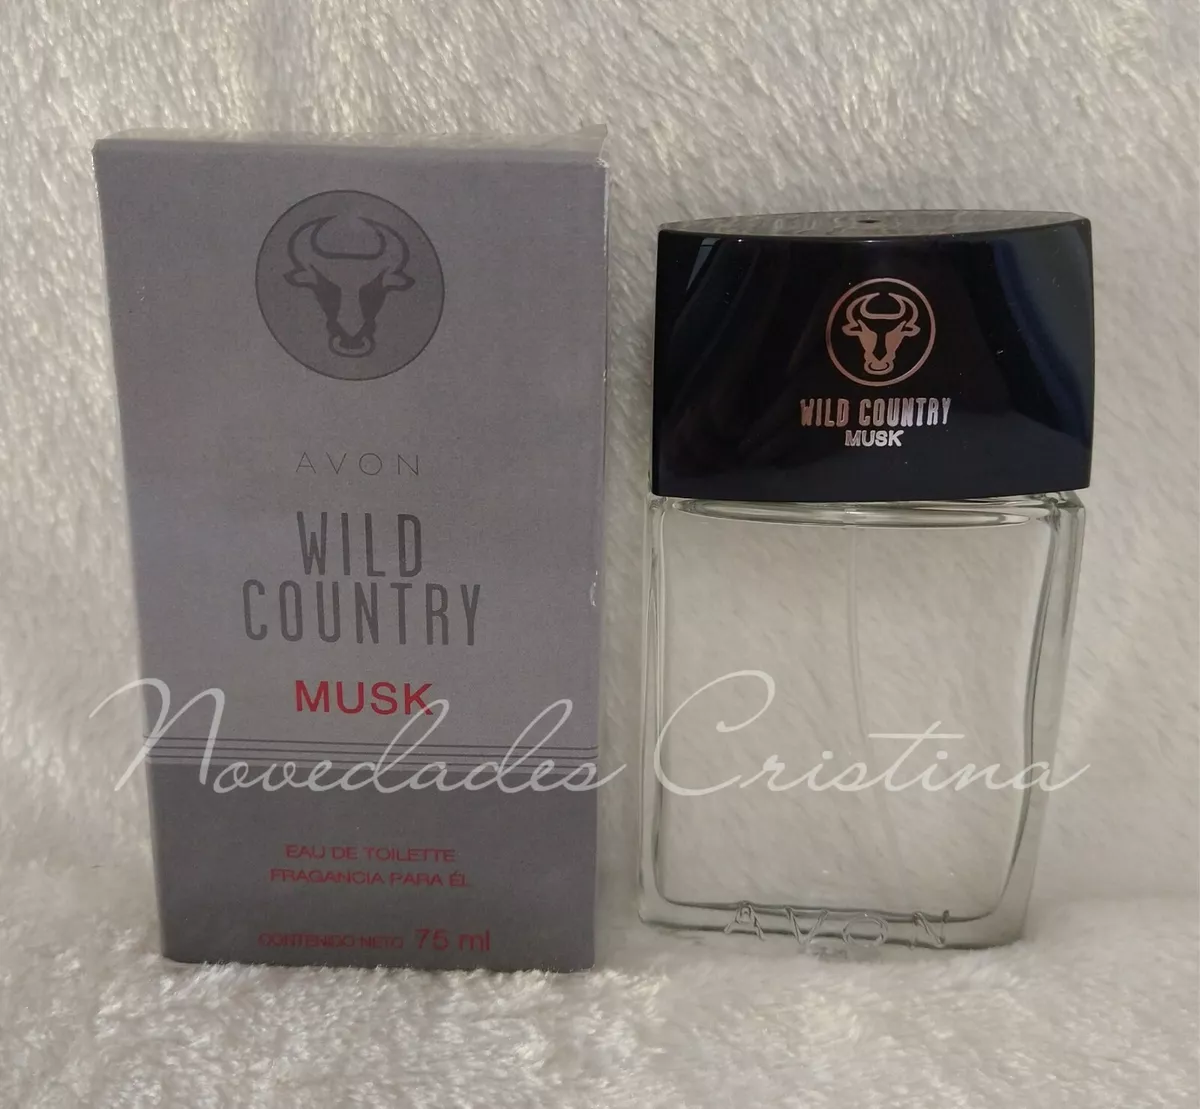 AVON
WILD
COUNTRY
MUSK
EAU DE TOILETTE
FRAGANCIA PARA ÉL
CONTENIDO NETO 75 ml
WILD COUNTRY
MUSK
AVON
Novedades Cristina